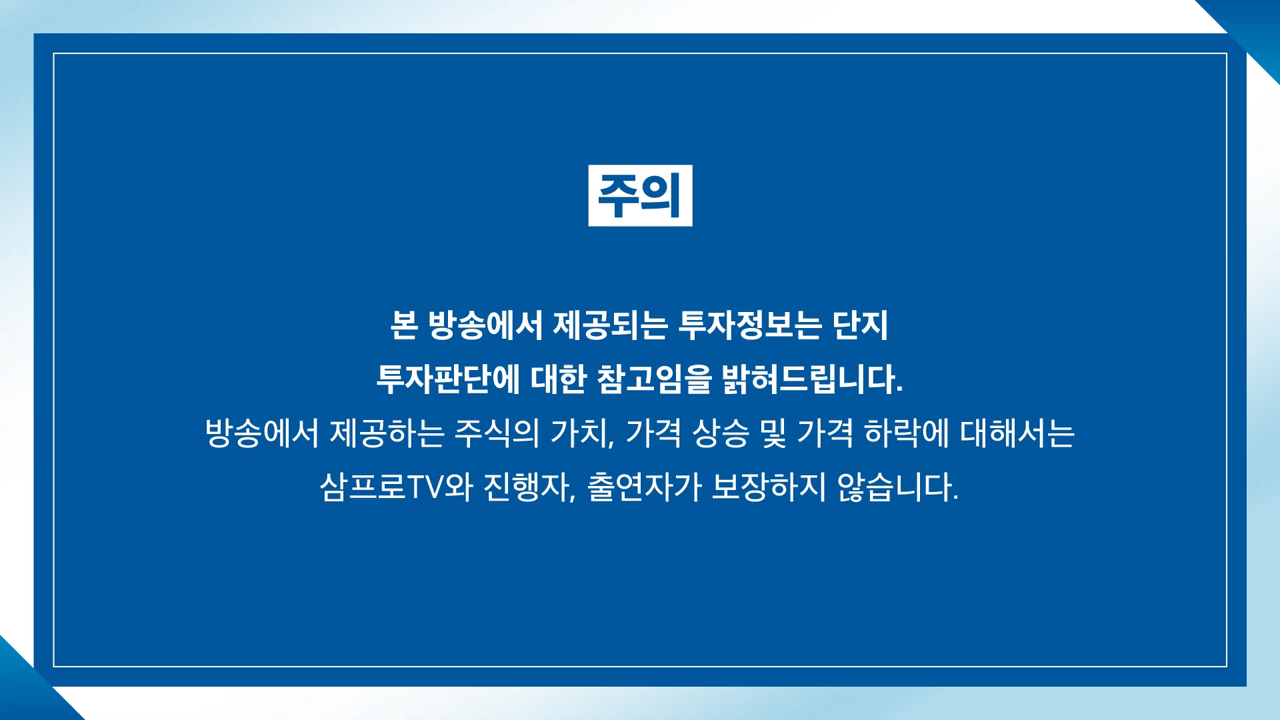 주의
본 방송에서 제공되는 투자정보는 단지
투자판단에 대한 참고임을 밝혀드립니다.
방송에서 제공하는 주식의 가치, 가격 상승 및 가격 하락에 대해서는
삼프로TV와 진행자, 출연자가 보장하지 않습니다.